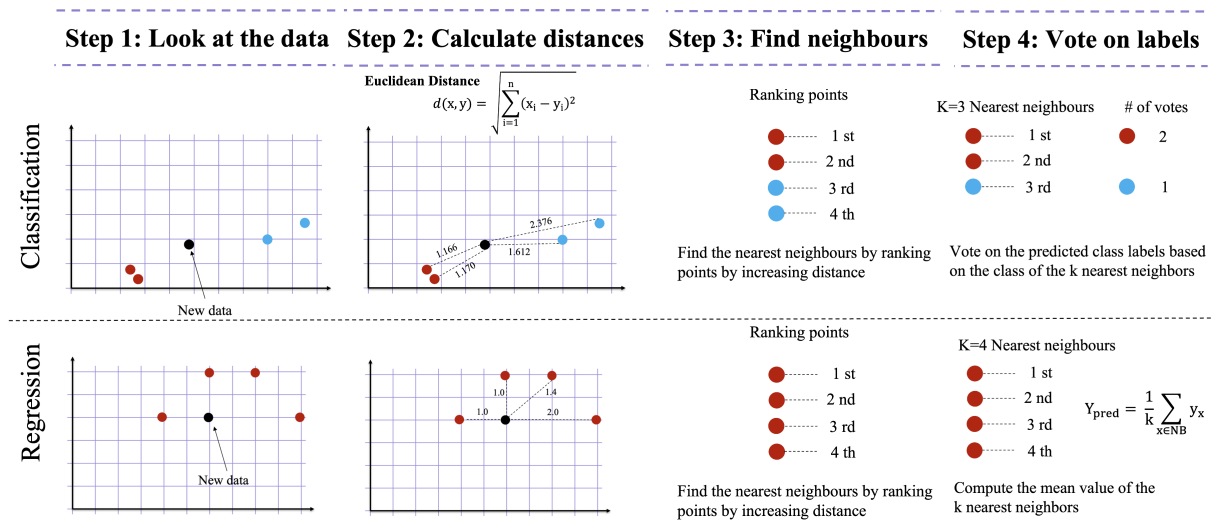 Step 1: Look at the data
Step 2: Calculate distances
Step 3: Find neighbours
Step 4: Vote on labels
Classification
New data
Euclidean Distance
d(x, y) = √∑ⁿᵢ₌₁(xᵢ − yᵢ)²
2.376
1.166
1.612
1.170
Ranking points
1 st
2 nd
3 rd
4 th
Find the nearest neighbours by ranking
points by increasing distance
K=3 Nearest neighbours
# of votes
1 st
2
2 nd
3 rd
1
Vote on the predicted class labels based
on the class of the k nearest neighbors
Regression
New data
1.0
1.4
1.0
2.0
Ranking points
1 st
2 nd
3 rd
4 th
Find the nearest neighbours by ranking
points by increasing distance
K=4 Nearest neighbours
1 st
2 nd
3 rd
4 th
Y_pred = 1/k ∑_{x∈NB} y_x
Compute the mean value of the
k nearest neighbors